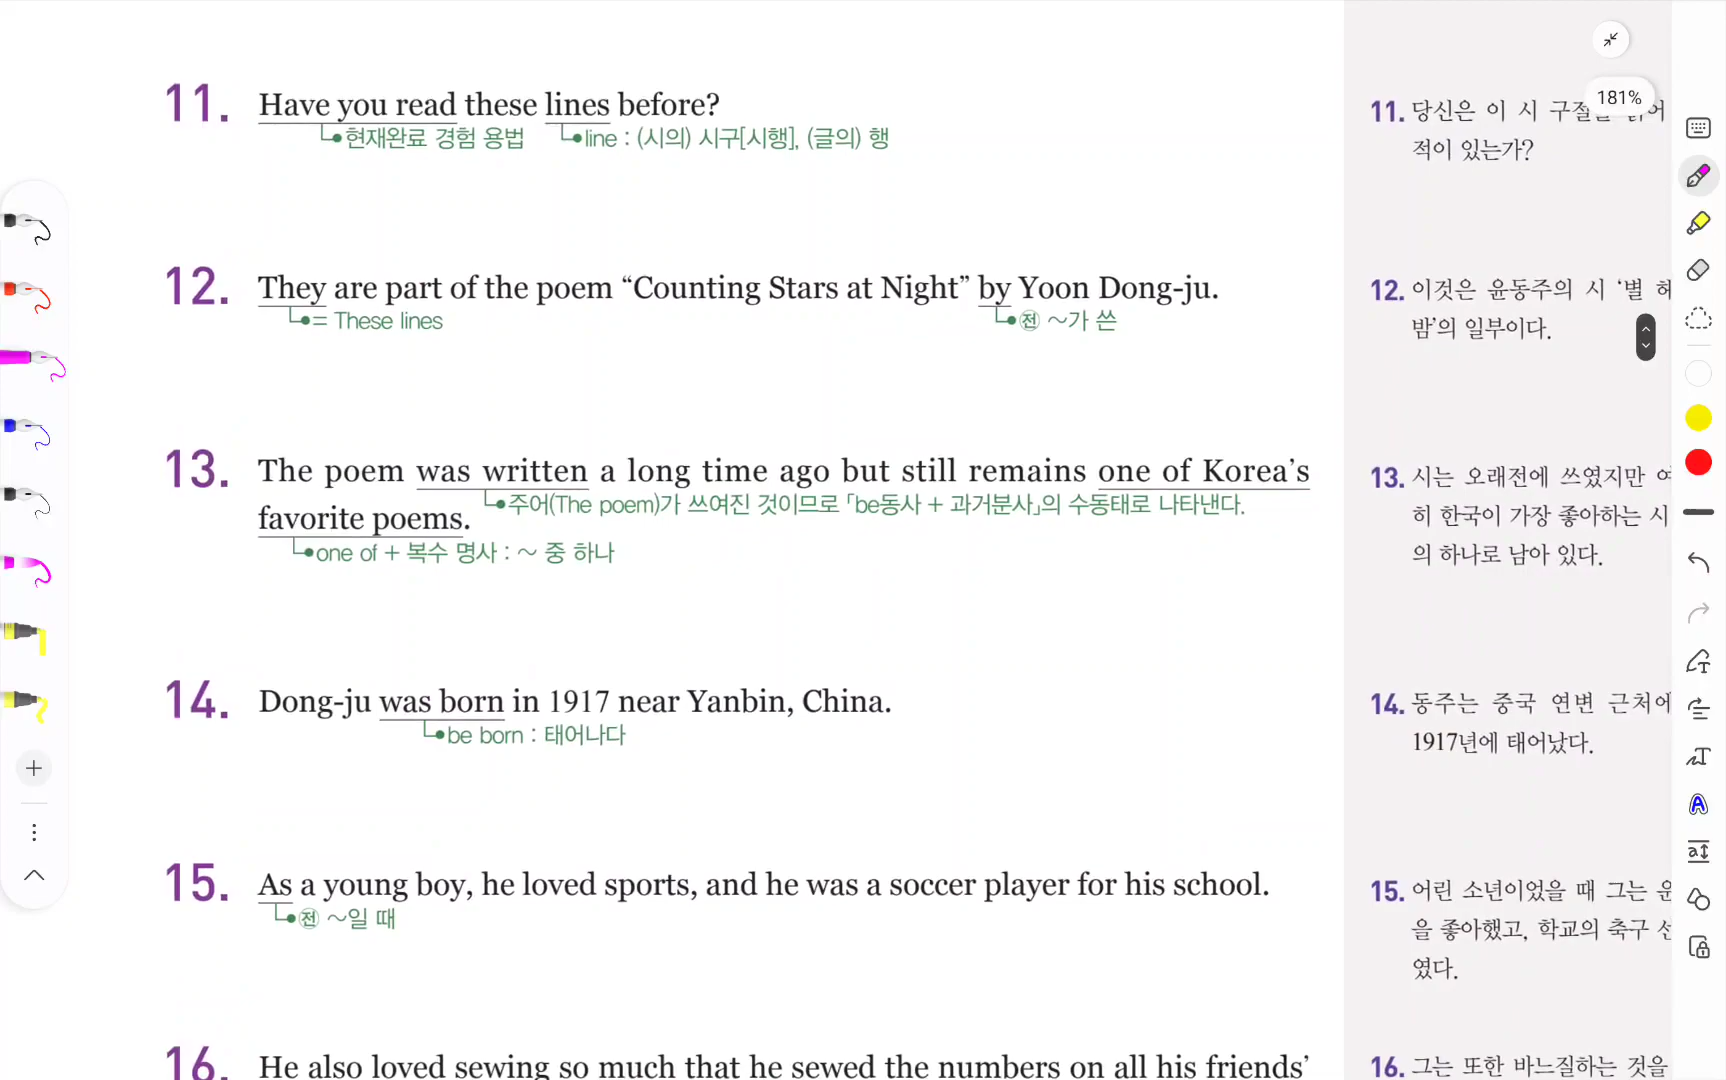 181%
11. Have you read these lines before?
현재완료 경험 용법 line : (시의) 시구[시행], (글의) 행
12. They are part of the poem “Counting Stars at Night” by Yoon Dong-ju.
= These lines 전 ~가 쓴
13. The poem was written a long time ago but still remains one of Korea’s
주어(The poem)가 쓰여진 것이므로 「be동사 + 과거분사」의 수동태로 나타낸다.
favorite poems.
one of + 복수 명사 : ~ 중 하나
14. Dong-ju was born in 1917 near Yanbin, China.
be born : 태어나다
15. As a young boy, he loved sports, and he was a soccer player for his school.
전 ~일 때
16. He also loved sewing so much that he sewed the numbers on all his friends’
11. 당신은 이 시 구절을
적이 있는가?
12. 이것은 윤동주의 시 ‘별 헤
밤’의 일부이다.
13. 시는 오래전에 쓰였지만
히 한국이 가장 좋아하는 시
의 하나로 남아 있다.
14. 동주는 중국 연변 근처에
1917년에 태어났다.
15. 어린 소년이었을 때 그는
을 좋아했고, 학교의 축구
였다.
16. 그는 또한 바느질하는 것을